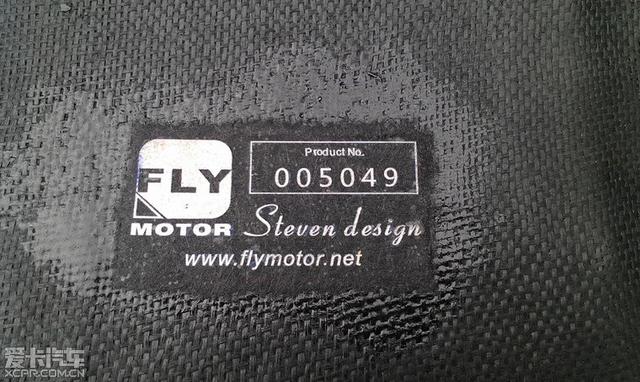 FLY
MOTOR
Product No.
005049
Steven design
www.flymotor.net
爱卡汽车
XCAR.COM.CN